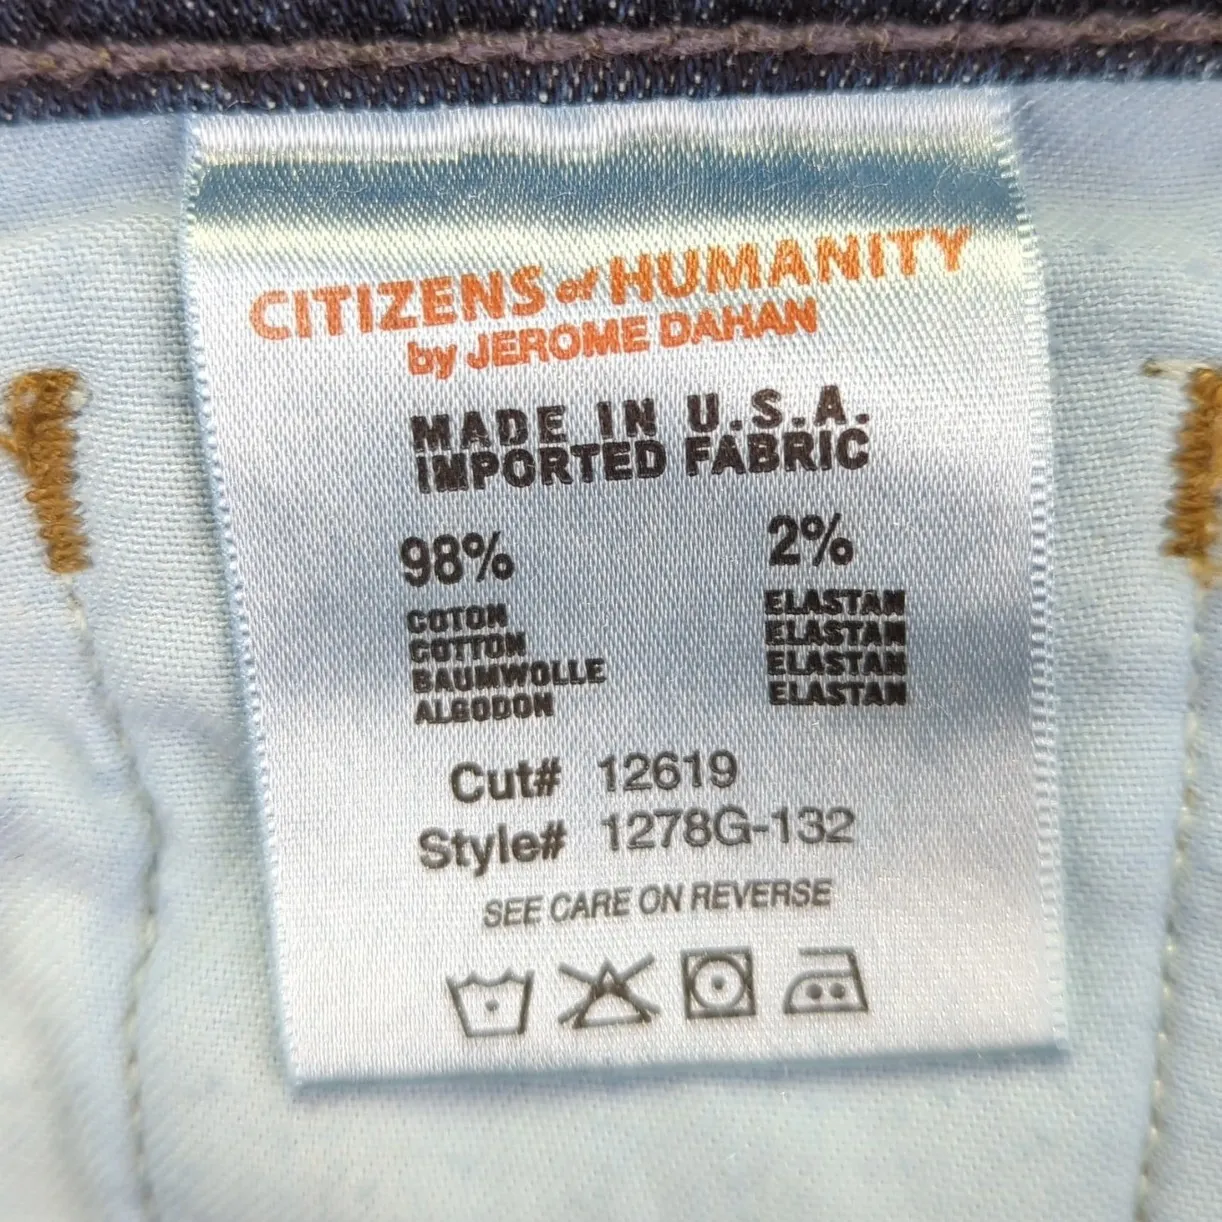 CITIZENS of HUMANITY
by JEROME DAHAN
MADE IN U.S.A.
IMPORTED FABRIC
98% 2%
COTON ELASTAN
COTTON ELASTAN
BAUMWOLLE ELASTAN
ALGODON ELASTAN
Cut# 12619
Style# 1278G-132
SEE CARE ON REVERSE